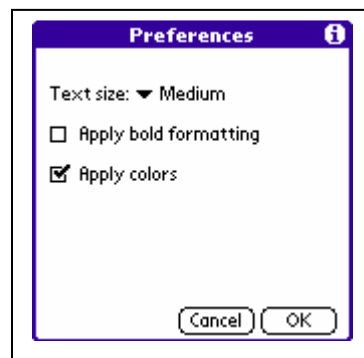 Preferences i
Text size: Medium
Apply bold formatting
Apply colors
Cancel OK